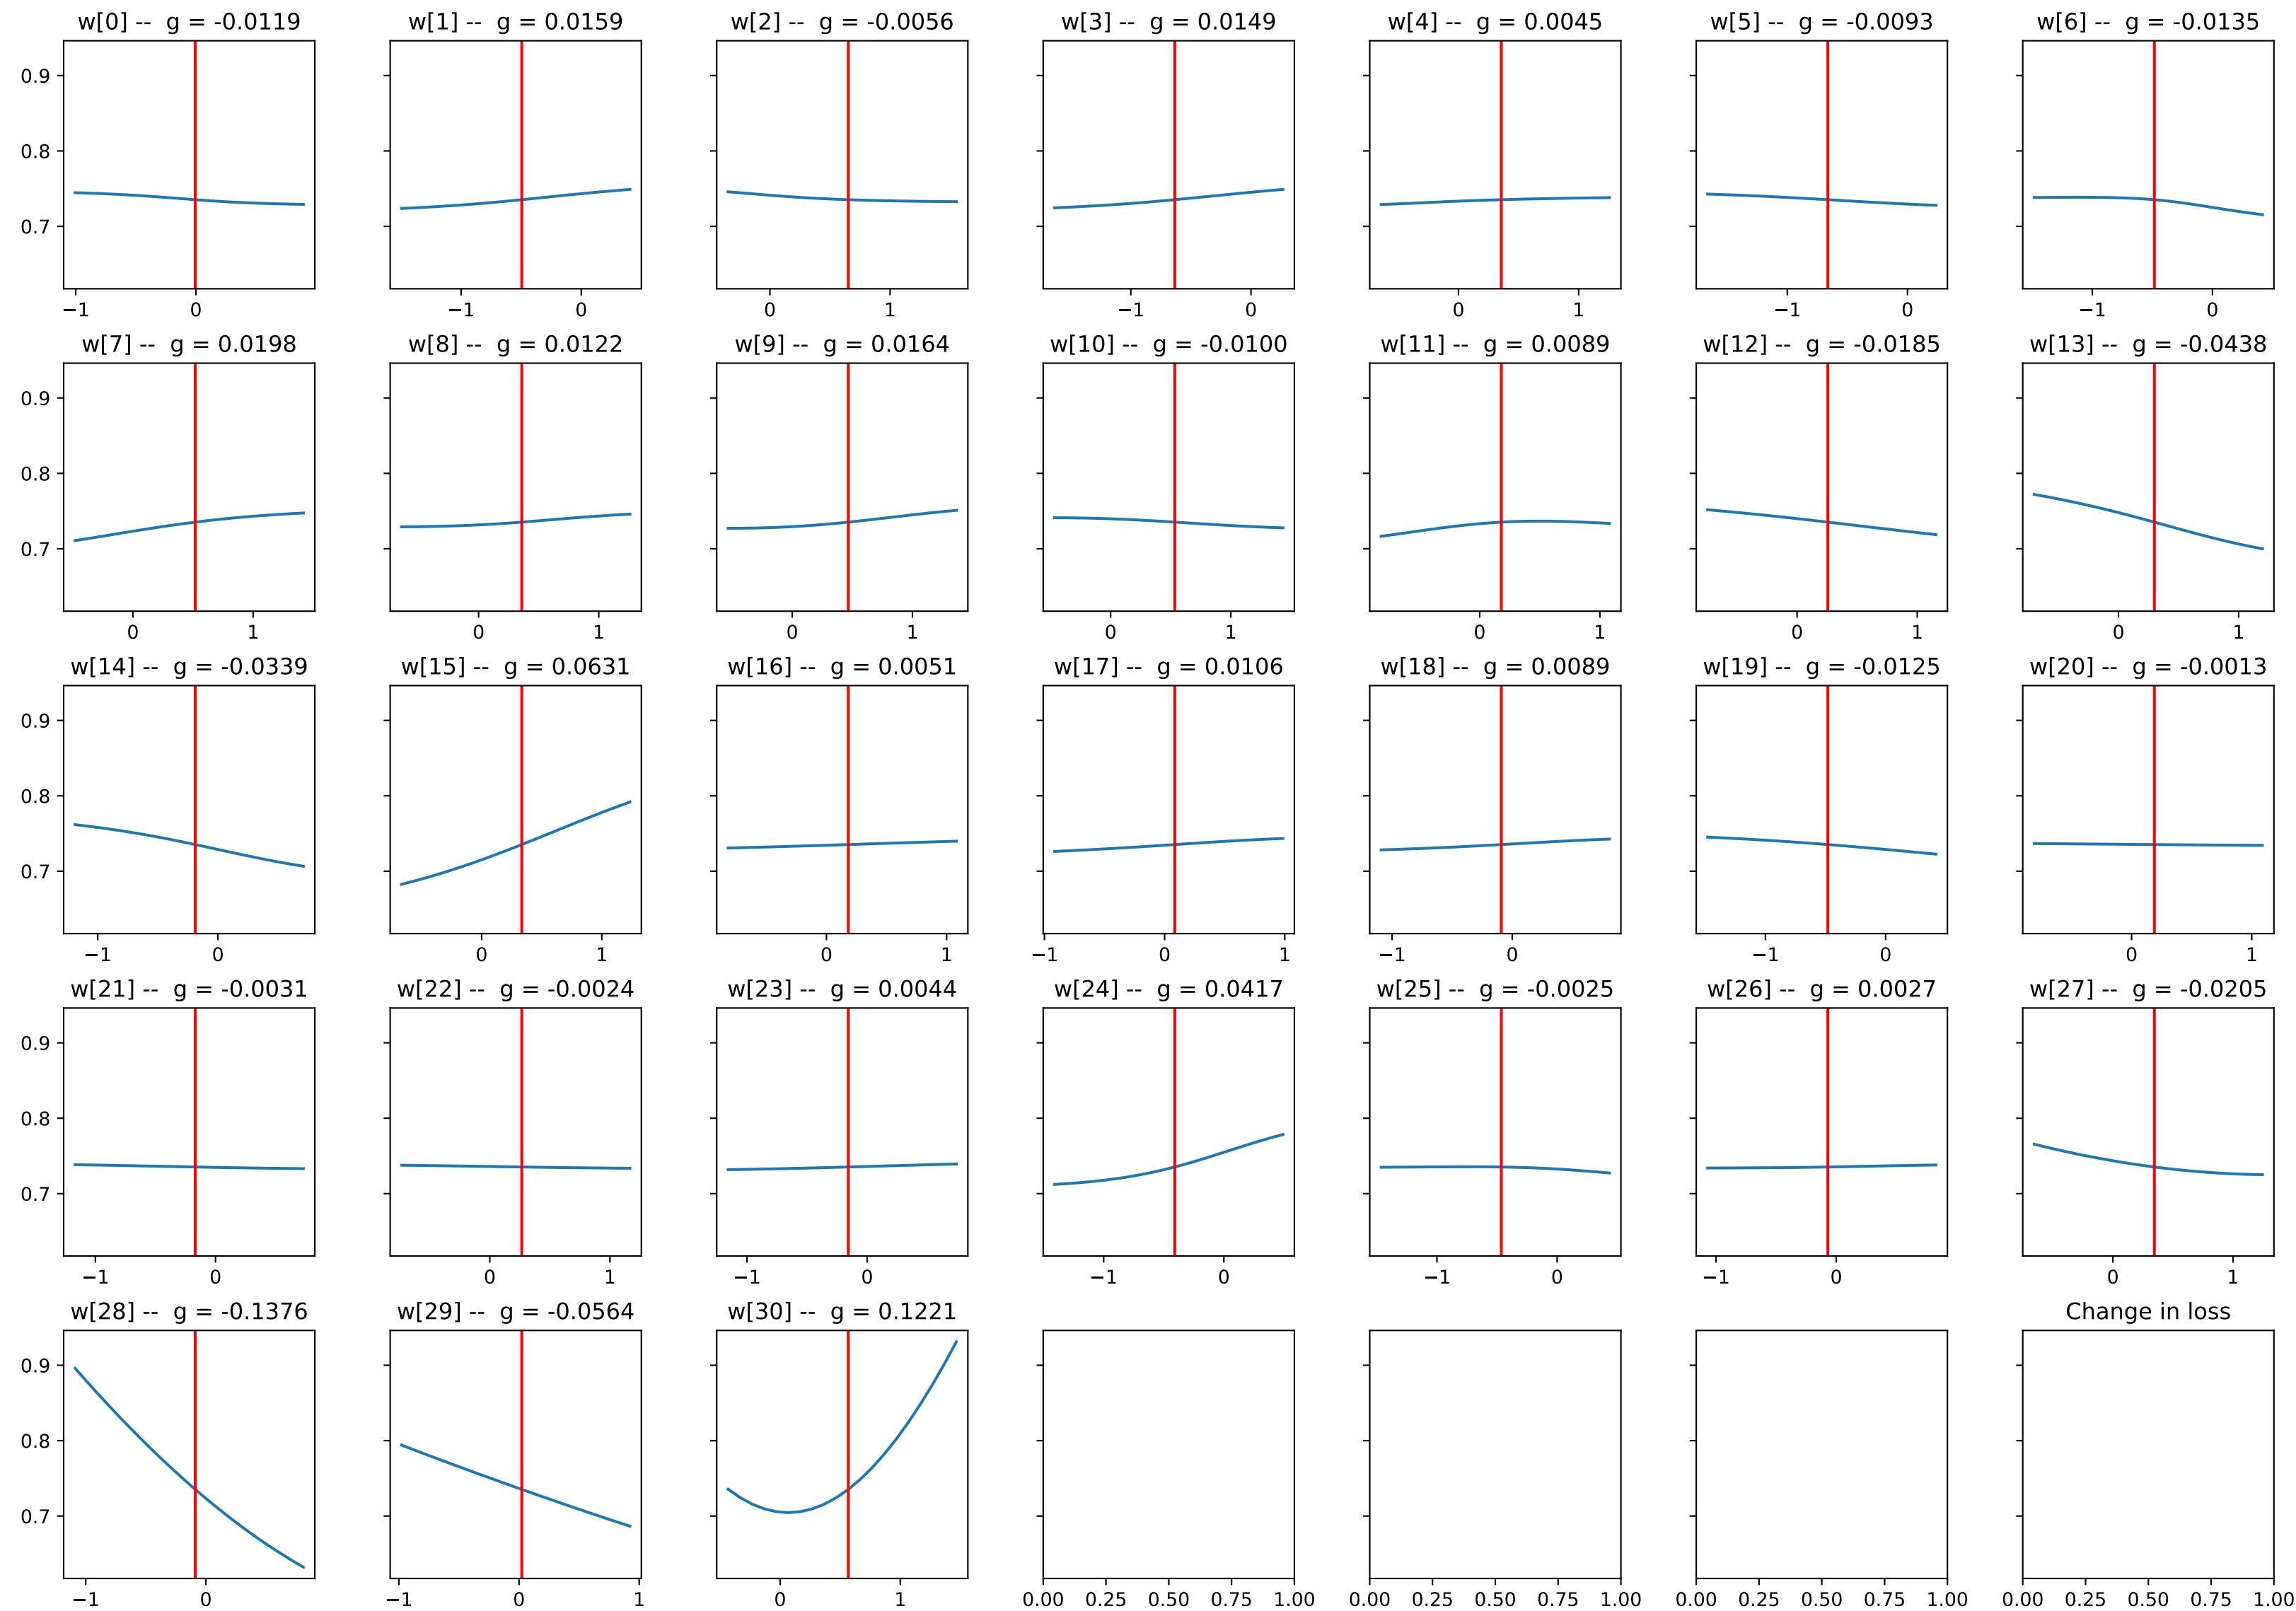 w[0] -- g = -0.0119 w[1] -- g = 0.0159 w[2] -- g = -0.0056 w[3] -- g = 0.0149 w[4] -- g = 0.0045 w[5] -- g = -0.0093 w[6] -- g = -0.0135
0.9
0.8
0.7
−1 0 −1 0 0 1 −1 0 0 1 −1 0 −1 0
w[7] -- g = 0.0198 w[8] -- g = 0.0122 w[9] -- g = 0.0164 w[10] -- g = -0.0100 w[11] -- g = 0.0089 w[12] -- g = -0.0185 w[13] -- g = -0.0438
0.9
0.8
0.7
0 1 0 1 0 1 0 1 0 1 0 1 0 1
w[14] -- g = -0.0339 w[15] -- g = 0.0631 w[16] -- g = 0.0051 w[17] -- g = 0.0106 w[18] -- g = 0.0089 w[19] -- g = -0.0125 w[20] -- g = -0.0013
0.9
0.8
0.7
−1 0 0 1 0 1 −1 0 1 −1 0 −1 0 0 1
w[21] -- g = -0.0031 w[22] -- g = -0.0024 w[23] -- g = 0.0044 w[24] -- g = 0.0417 w[25] -- g = -0.0025 w[26] -- g = 0.0027 w[27] -- g = -0.0205
0.9
0.8
0.7
−1 0 0 1 −1 0 −1 0 −1 0 −1 0 0 1
w[28] -- g = -0.1376 w[29] -- g = -0.0564 w[30] -- g = 0.1221 Change in loss
0.9
0.8
0.7
−1 0 −1 0 1 0 1 0.00 0.25 0.50 0.75 1.00 0.00 0.25 0.50 0.75 1.00 0.00 0.25 0.50 0.75 1.00 0.00 0.25 0.50 0.75 1.00